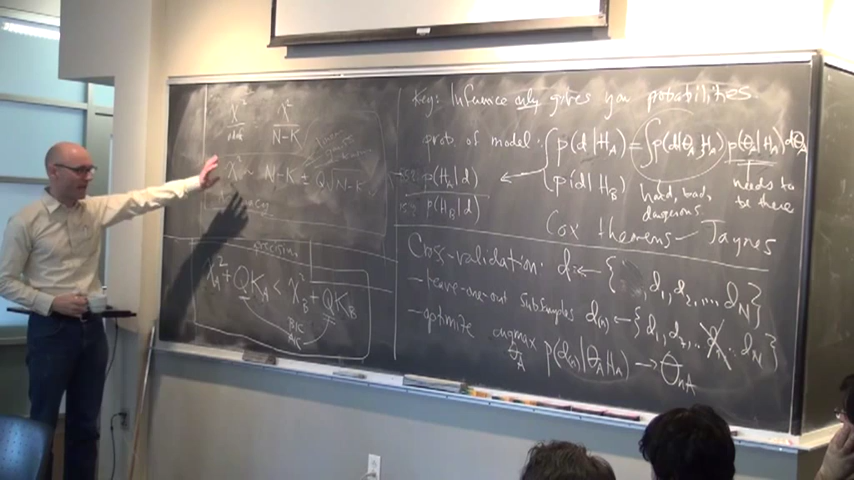 χ² / ndof = χ² / N-K
χ² ~ N-K ± Q√N-K
precision
χ_A² + QK_A < χ_B² + QK_B
BIC
AIC
Key: Inference only gives you probabilities.
prob. of model: p(d|H_A) = ∫p(d|θ_A H_A) p(θ_A|H_A) dθ_A
p(d|H_B)
p(H_A|d)
p(H_B|d)
hard, bad, dangerous.
needs to be there
Cox theorems — Jaynes
Cross-validation: d ← { d_1, d_2, ... d_N}
- leave-one-out subsamples d_(n) ← {d_1, d_2, .. d_n .. d_N}
- optimize argmax θ_A p(d_(n)|θ_A H_A) → θ_nA